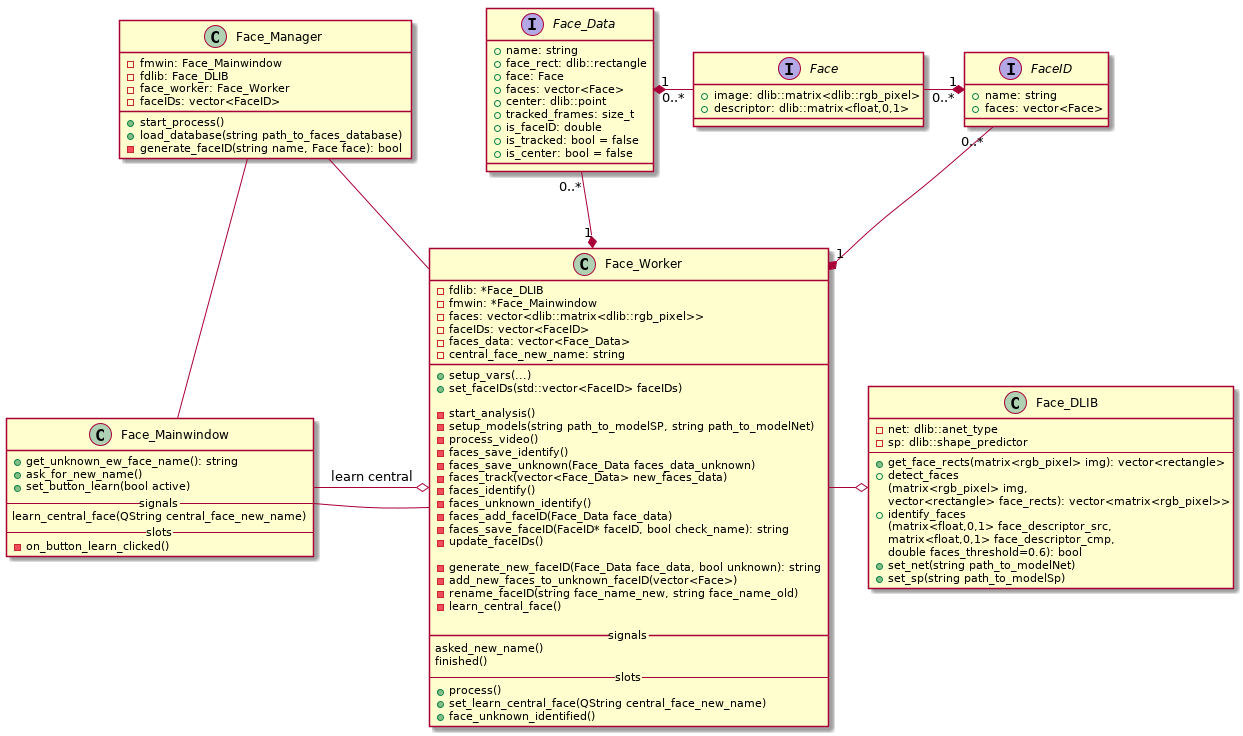 Face_Manager
fmwin: Face_Mainwindow
fdlib: Face_DLIB
face_worker: Face_Worker
faceIDs: vector<FaceID>
start_process()
load_database(string path_to_faces_database)
generate_faceID(string name, Face face): bool
Face_Data
name: string
face_rect: dlib::rectangle
face: Face
faces: vector<Face>
center: dlib::point
tracked_frames: size_t
is_faceID: double
is_tracked: bool = false
is_center: bool = false
1
0..*
Face
image: dlib::matrix<dlib::rgb_pixel>
descriptor: dlib::matrix<float,0,1>
1
0..*
FaceID
name: string
faces: vector<Face>
0..*
1
0..*
1
Face_Worker
fdlib: *Face_DLIB
fmwin: *Face_Mainwindow
faces: vector<dlib::matrix<dlib::rgb_pixel>>
faceIDs: vector<FaceID>
faces_data: vector<Face_Data>
central_face_new_name: string
setup_vars(...)
set_faceIDs(std::vector<FaceID> faceIDs)
start_analysis()
setup_models(string path_to_modelSP, string path_to_modelNet)
process_video()
faces_save_identify()
faces_save_unknown(Face_Data faces_data_unknown)
faces_track(vector<Face_Data> new_faces_data)
faces_identify()
faces_unknown_identify()
faces_add_faceID(Face_Data face_data)
faces_save_faceID(FaceID* faceID, bool check_name): string
update_faceIDs()
generate_new_faceID(Face_Data face_data, bool unknown): string
add_new_faces_to_unknown_faceID(vector<Face>)
rename_faceID(string face_name_new, string face_name_old)
learn_central_face()
signals
asked_new_name()
finished()
slots
process()
set_learn_central_face(QString central_face_new_name)
face_unknown_identified()
Face_Mainwindow
get_unknown_ew_face_name(): string
ask_for_new_name()
set_button_learn(bool active)
signals
learn_central_face(QString central_face_new_name)
slots
on_button_learn_clicked()
learn central
Face_DLIB
net: dlib::anet_type
sp: dlib::shape_predictor
get_face_rects(matrix<rgb_pixel> img): vector<rectangle>
detect_faces
(matrix<rgb_pixel> img,
vector<rectangle> face_rects): vector<matrix<rgb_pixel>>
identify_faces
(matrix<float,0,1> face_descriptor_src,
matrix<float,0,1> face_descriptor_cmp,
double faces_threshold=0.6): bool
set_net(string path_to_modelNet)
set_sp(string path_to_modelSp)